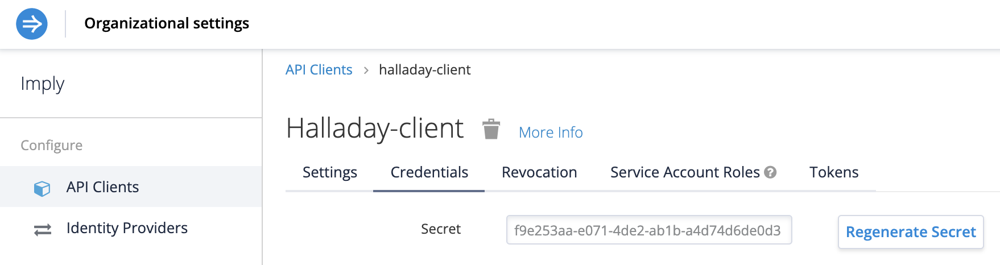 Organizational settings
Imply
Configure
API Clients
Identity Providers
API Clients > halladay-client
Halladay-client More Info
Settings Credentials Revocation Service Account Roles ? Tokens
Secret f9e253aa-e071-4de2-ab1b-a4d74d6de0d3 Regenerate Secret